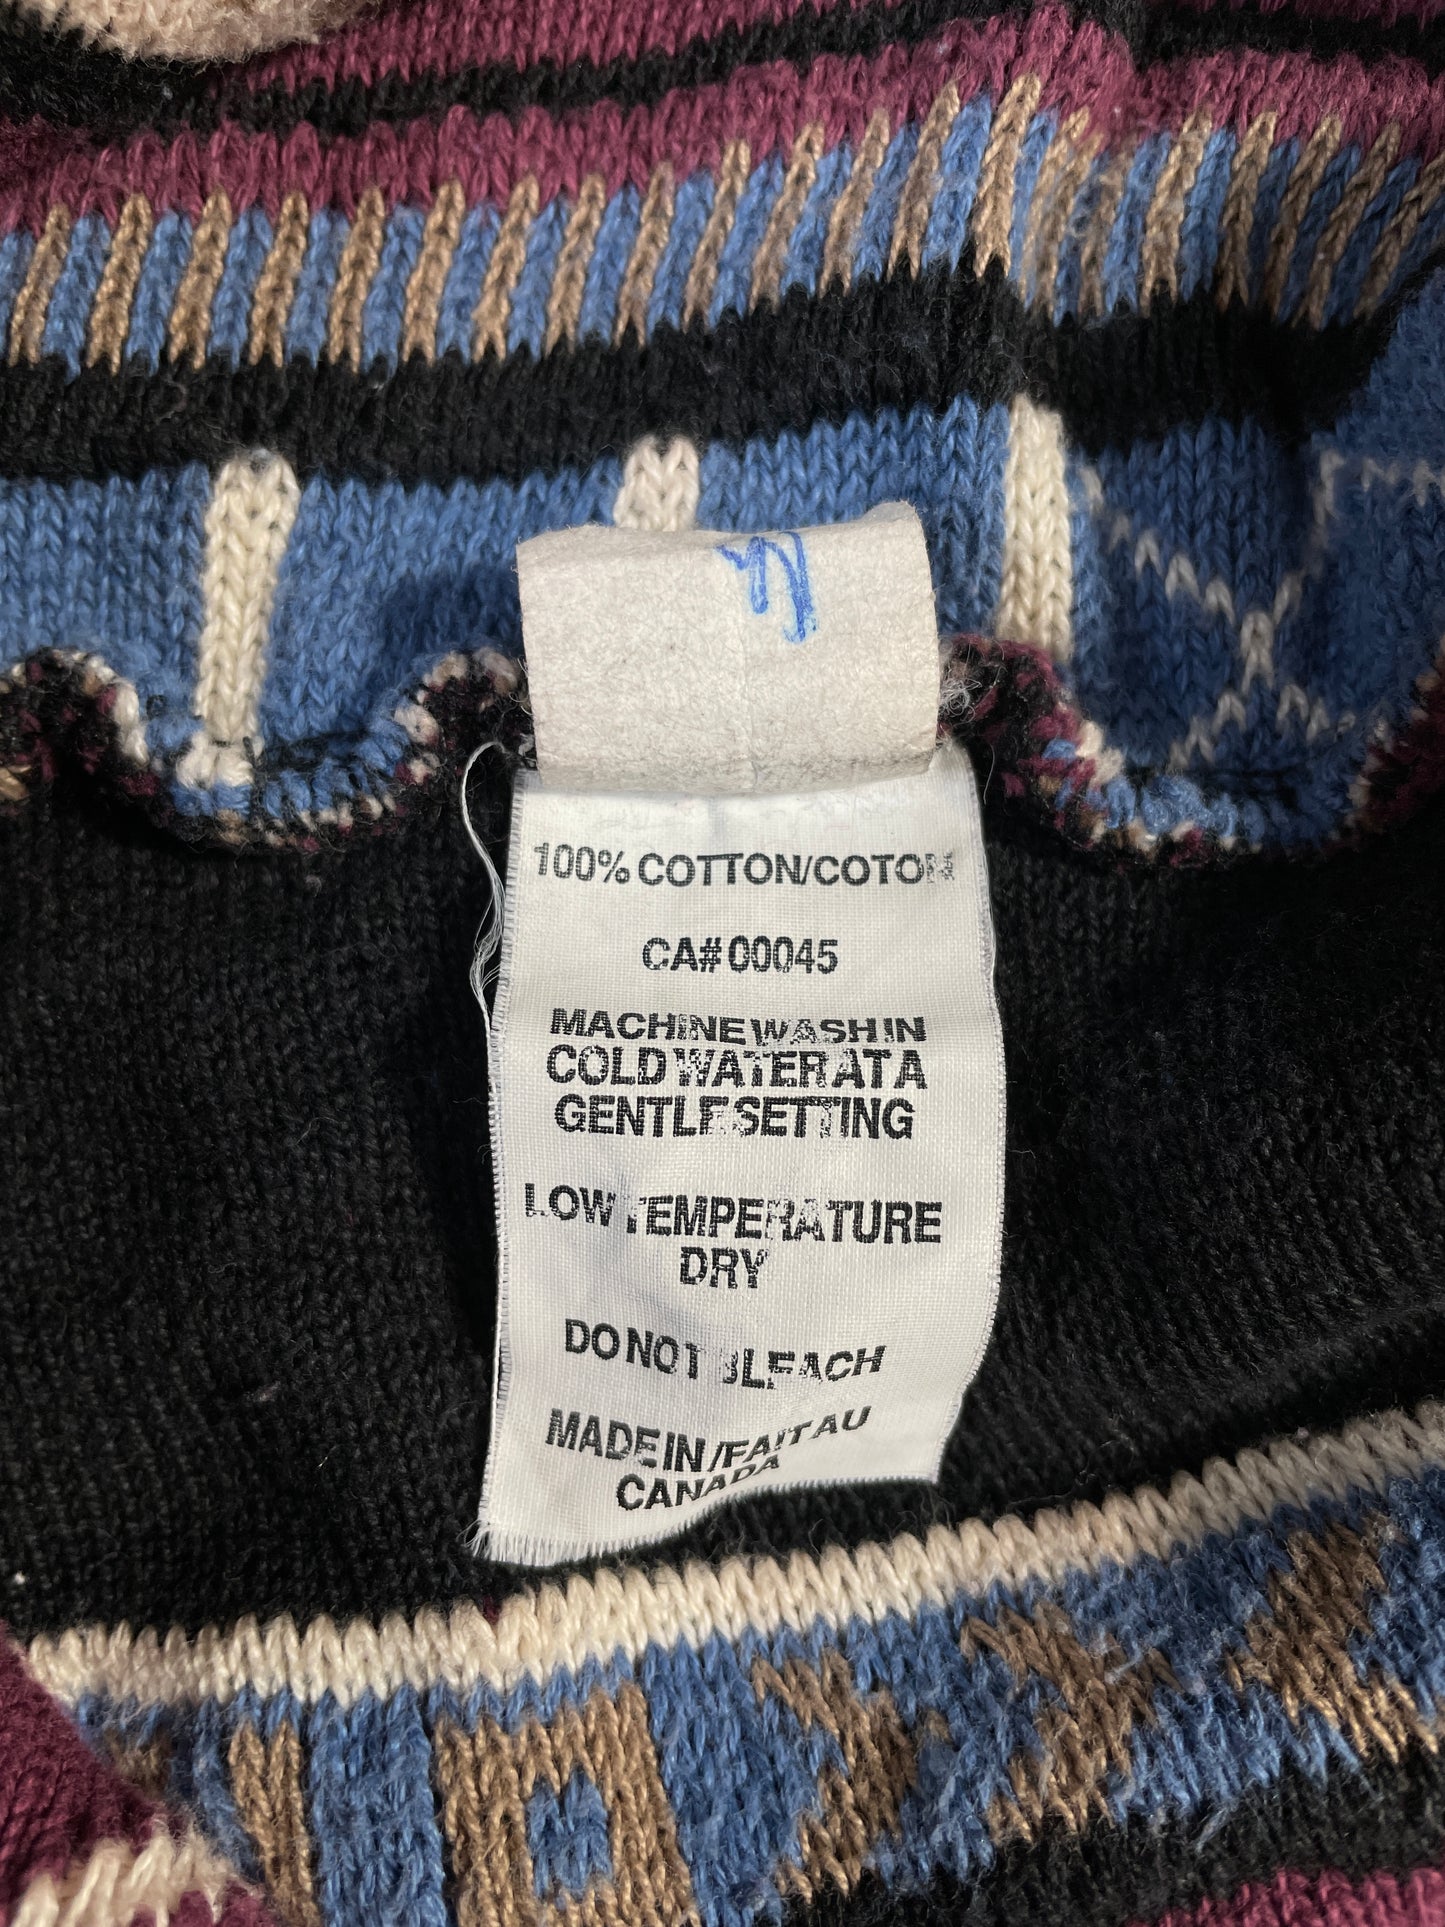 100% COTTON/COTON
CA# 00045
MACHINE WASH IN
COLD WATER AT A
GENTLE SETTING
LOW TEMPERATURE
DRY
DO NOT BLEACH
MADE IN/FAIT AU
CANADA